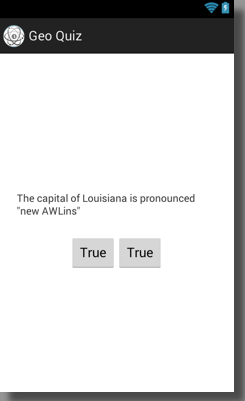 Geo Quiz
The capital of Louisiana is pronounced
"new AWLins"
True True